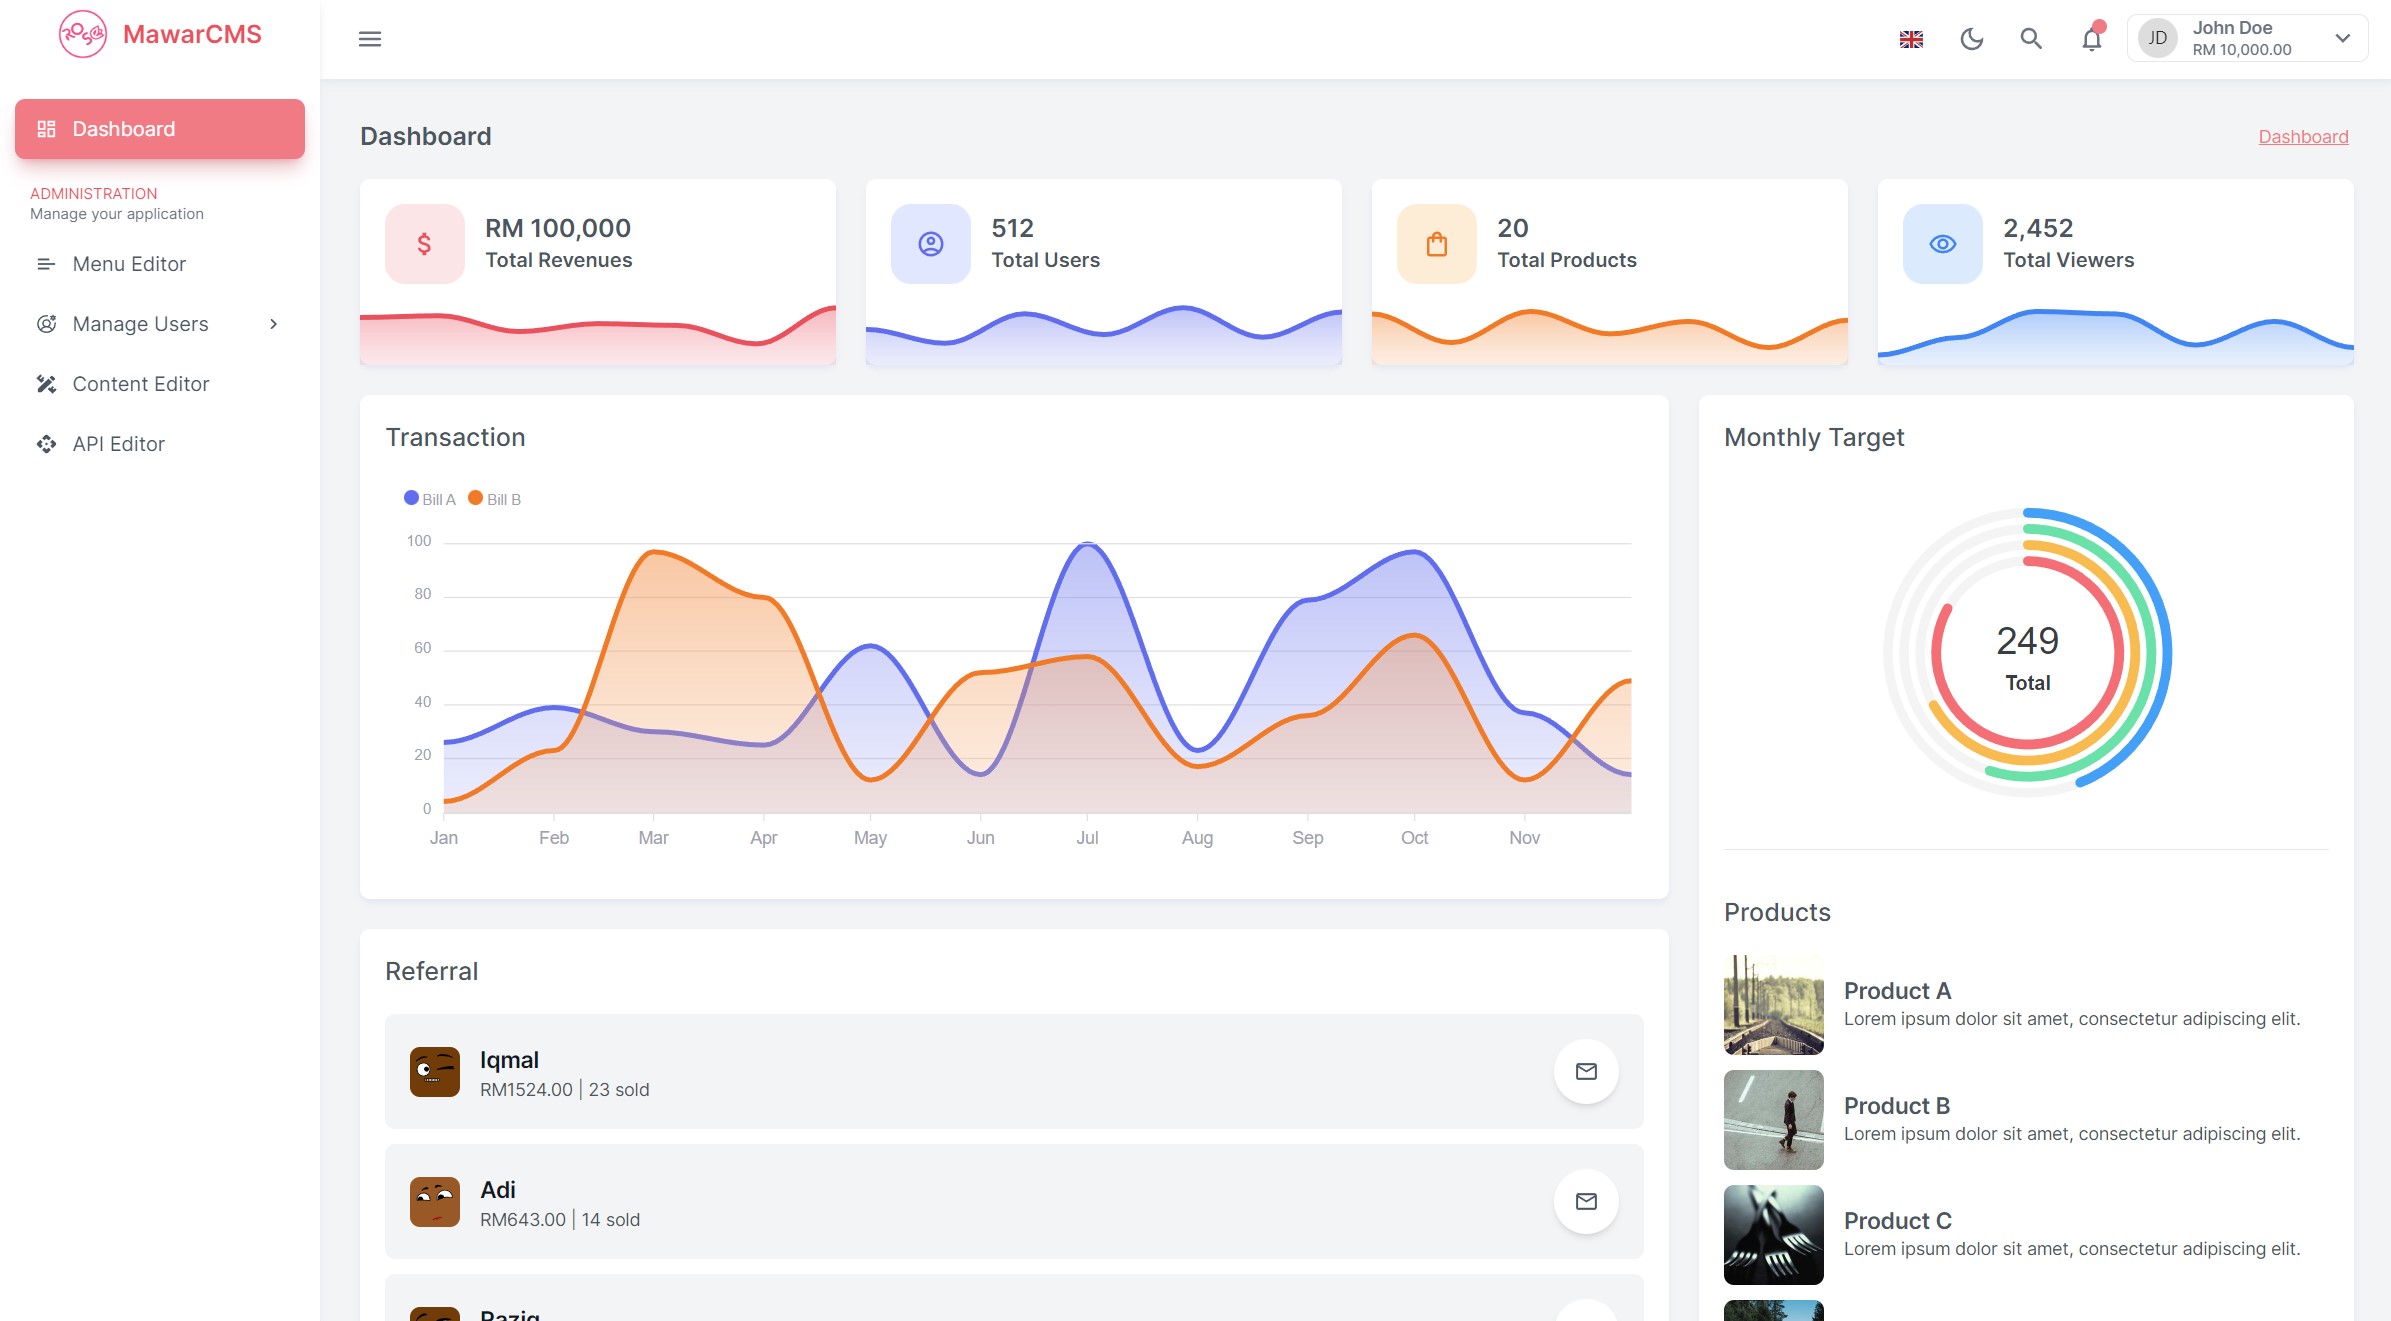 MawarCMS
John Doe
JD
RM 10,000.00
Dashboard
ADMINISTRATION
Manage your application
Menu Editor
Manage Users
Content Editor
API Editor
Dashboard
Dashboard
RM 100,000
Total Revenues
512
Total Users
20
Total Products
2,452
Total Viewers
Transaction
Bill A
Bill B
100
80
60
40
20
0
Jan Feb Mar Apr May Jun Jul Aug Sep Oct Nov
Monthly Target
249
Total
Referral
Iqmal
RM1524.00 | 23 sold
Adi
RM643.00 | 14 sold
Raziq
Products
Product A
Lorem ipsum dolor sit amet, consectetur adipiscing elit.
Product B
Lorem ipsum dolor sit amet, consectetur adipiscing elit.
Product C
Lorem ipsum dolor sit amet, consectetur adipiscing elit.